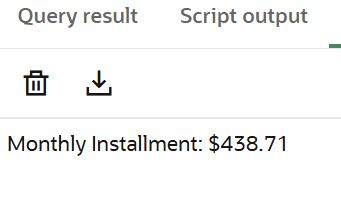 Query result Script output
Monthly Installment: $438.71